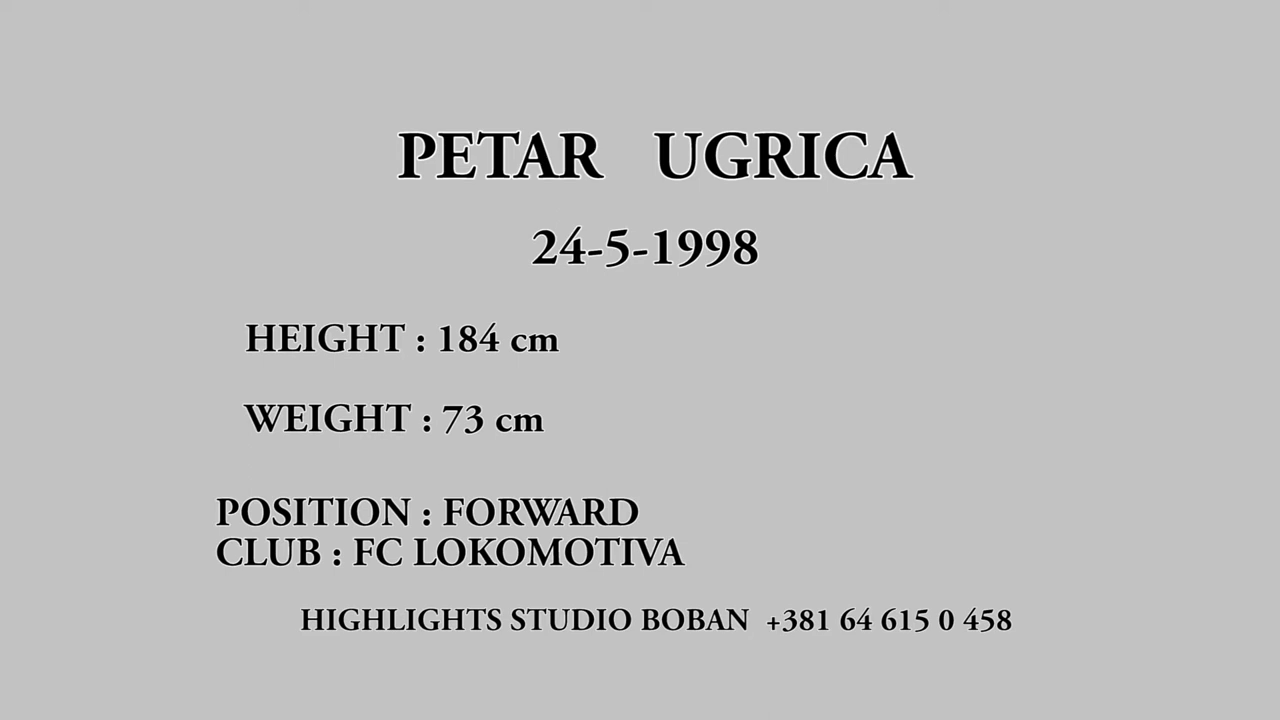 PETAR UGRICA
24-5-1998
HEIGHT : 184 cm
WEIGHT : 73 cm
POSITION : FORWARD
CLUB : FC LOKOMOTIVA
HIGHLIGHTS STUDIO BOBAN +381 64 615 0 458